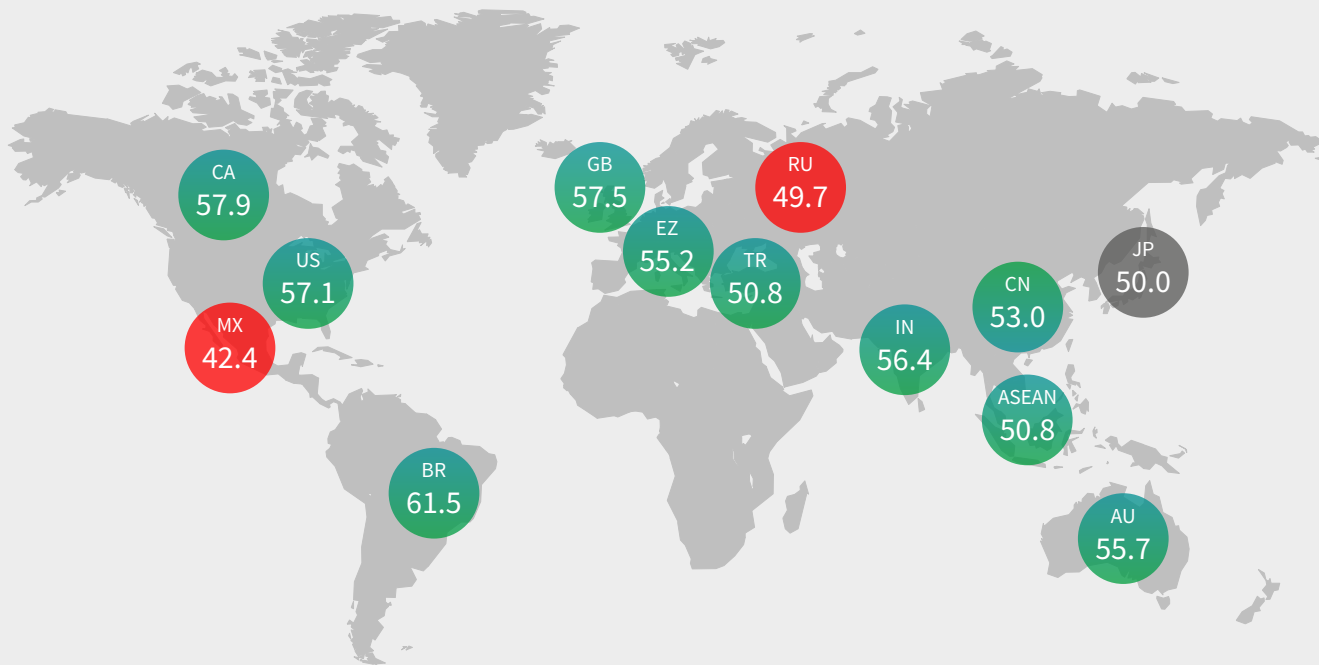 CA
57.9
GB
57.5
RU
49.7
EZ
55.2
US
57.1
TR
50.8
JP
50.0
CN
53.0
MX
42.4
IN
56.4
ASEAN
50.8
BR
61.5
AU
55.7